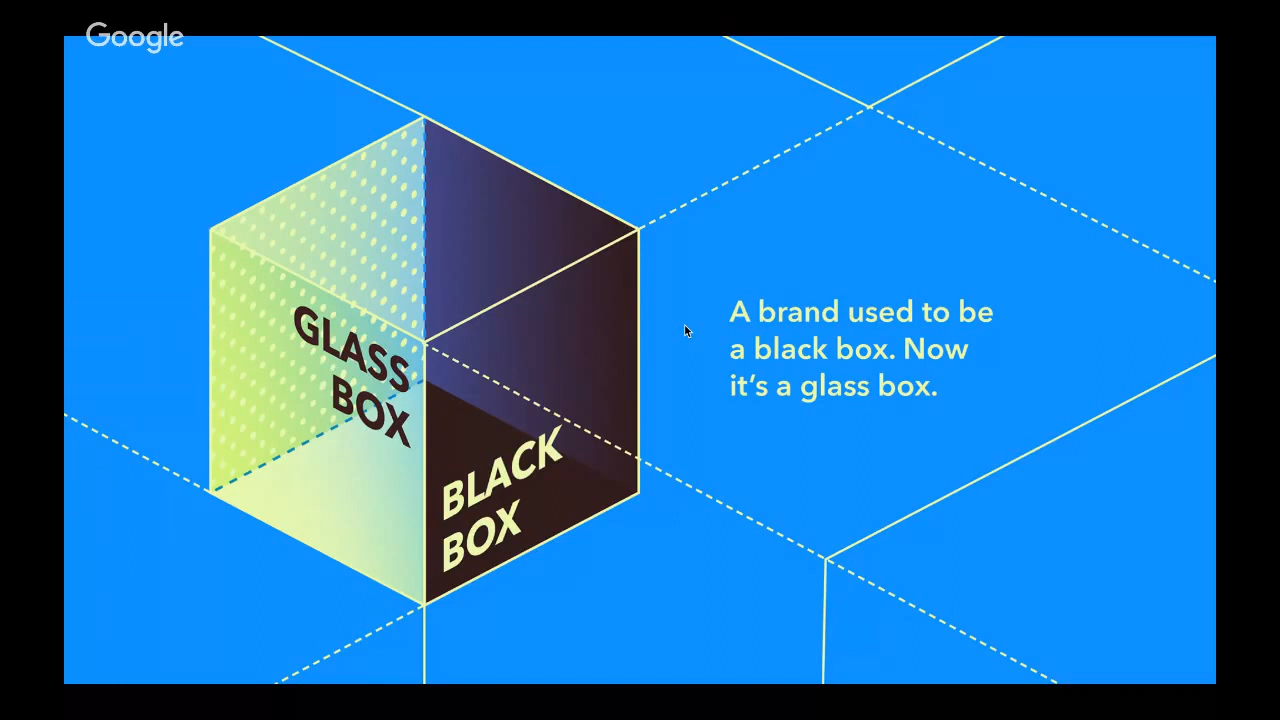 Google
GLASS
BOX
BLACK
BOX
A brand used to be
a black box. Now
it’s a glass box.